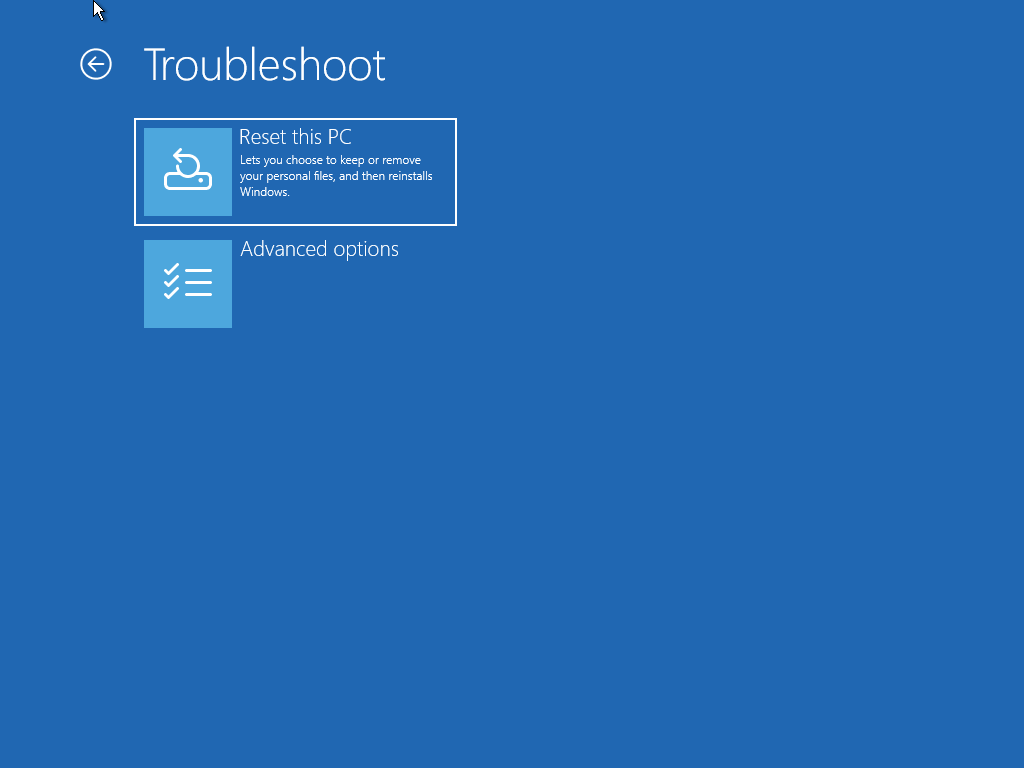 Troubleshoot
Reset this PC
Lets you choose to keep or remove
your personal files, and then reinstalls
Windows.
Advanced options